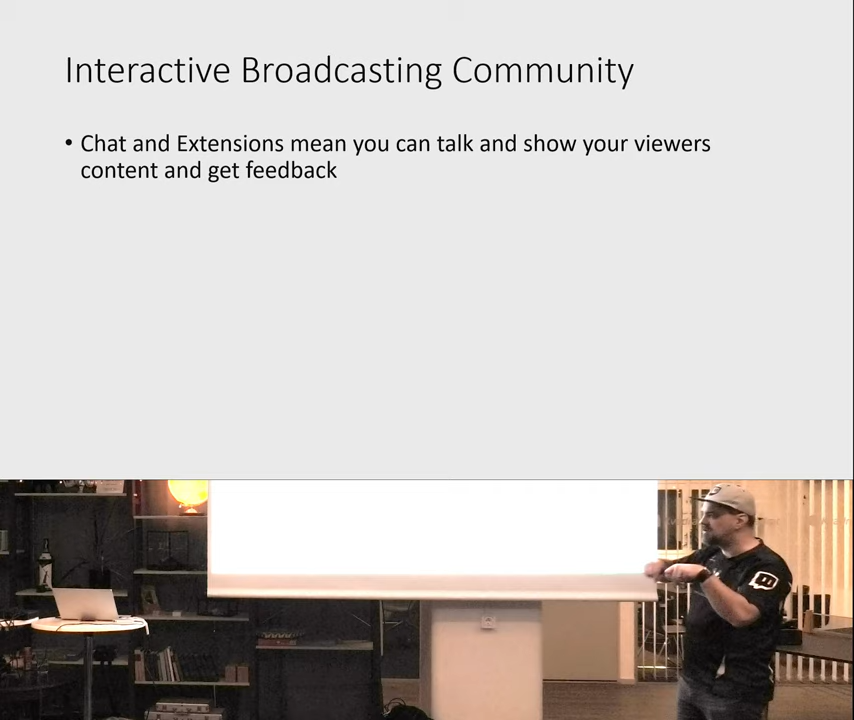 Interactive Broadcasting Community
• Chat and Extensions mean you can talk and show your viewers
content and get feedback